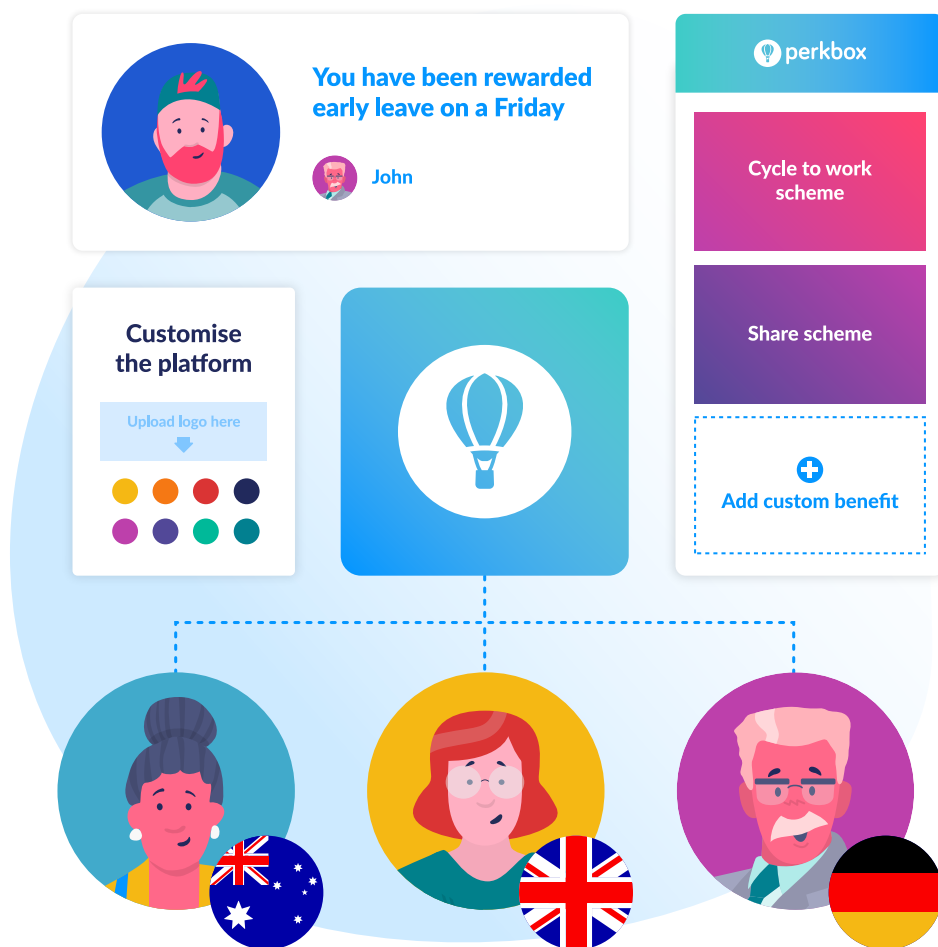 You have been rewarded
early leave on a Friday
John
perkbox
Cycle to work
scheme
Share scheme
Add custom benefit
Customise
the platform
Upload logo here